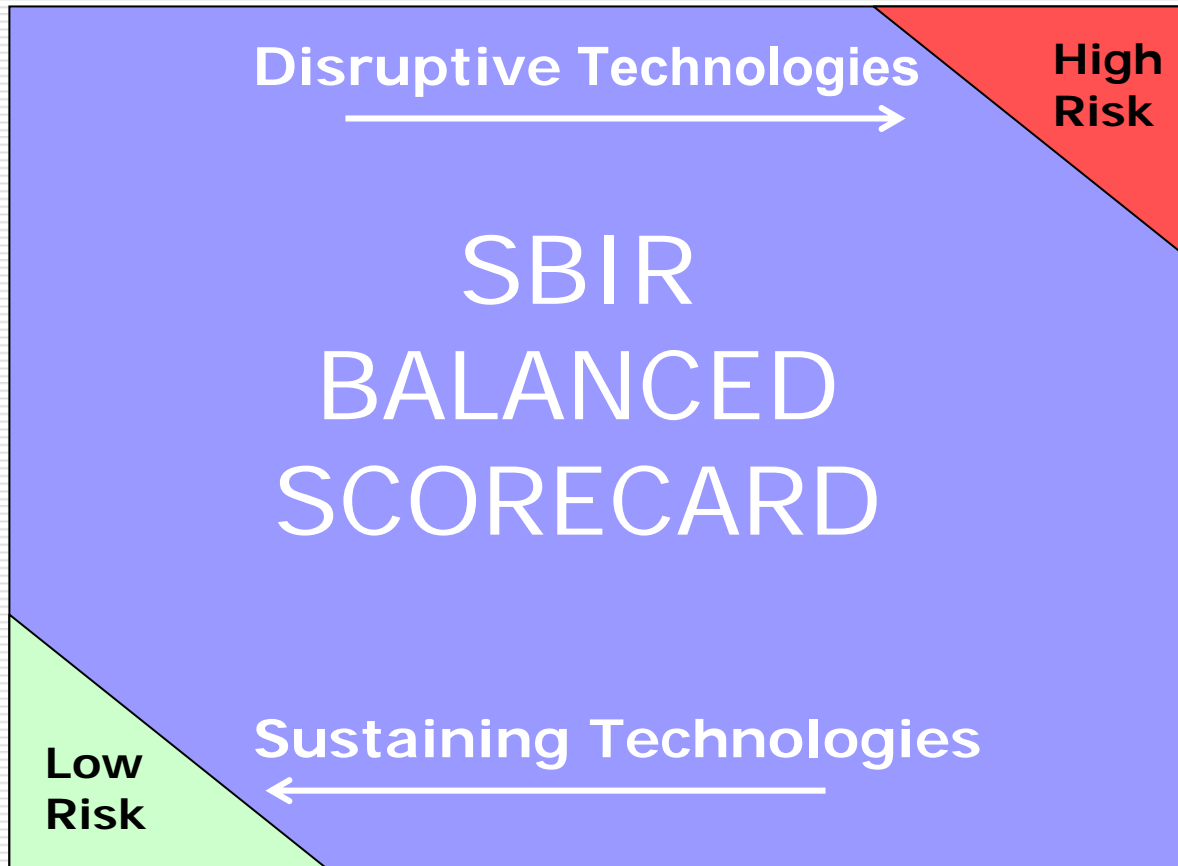 Disruptive Technologies
High
Risk
SBIR
BALANCED
SCORECARD
Sustaining Technologies
Low
Risk